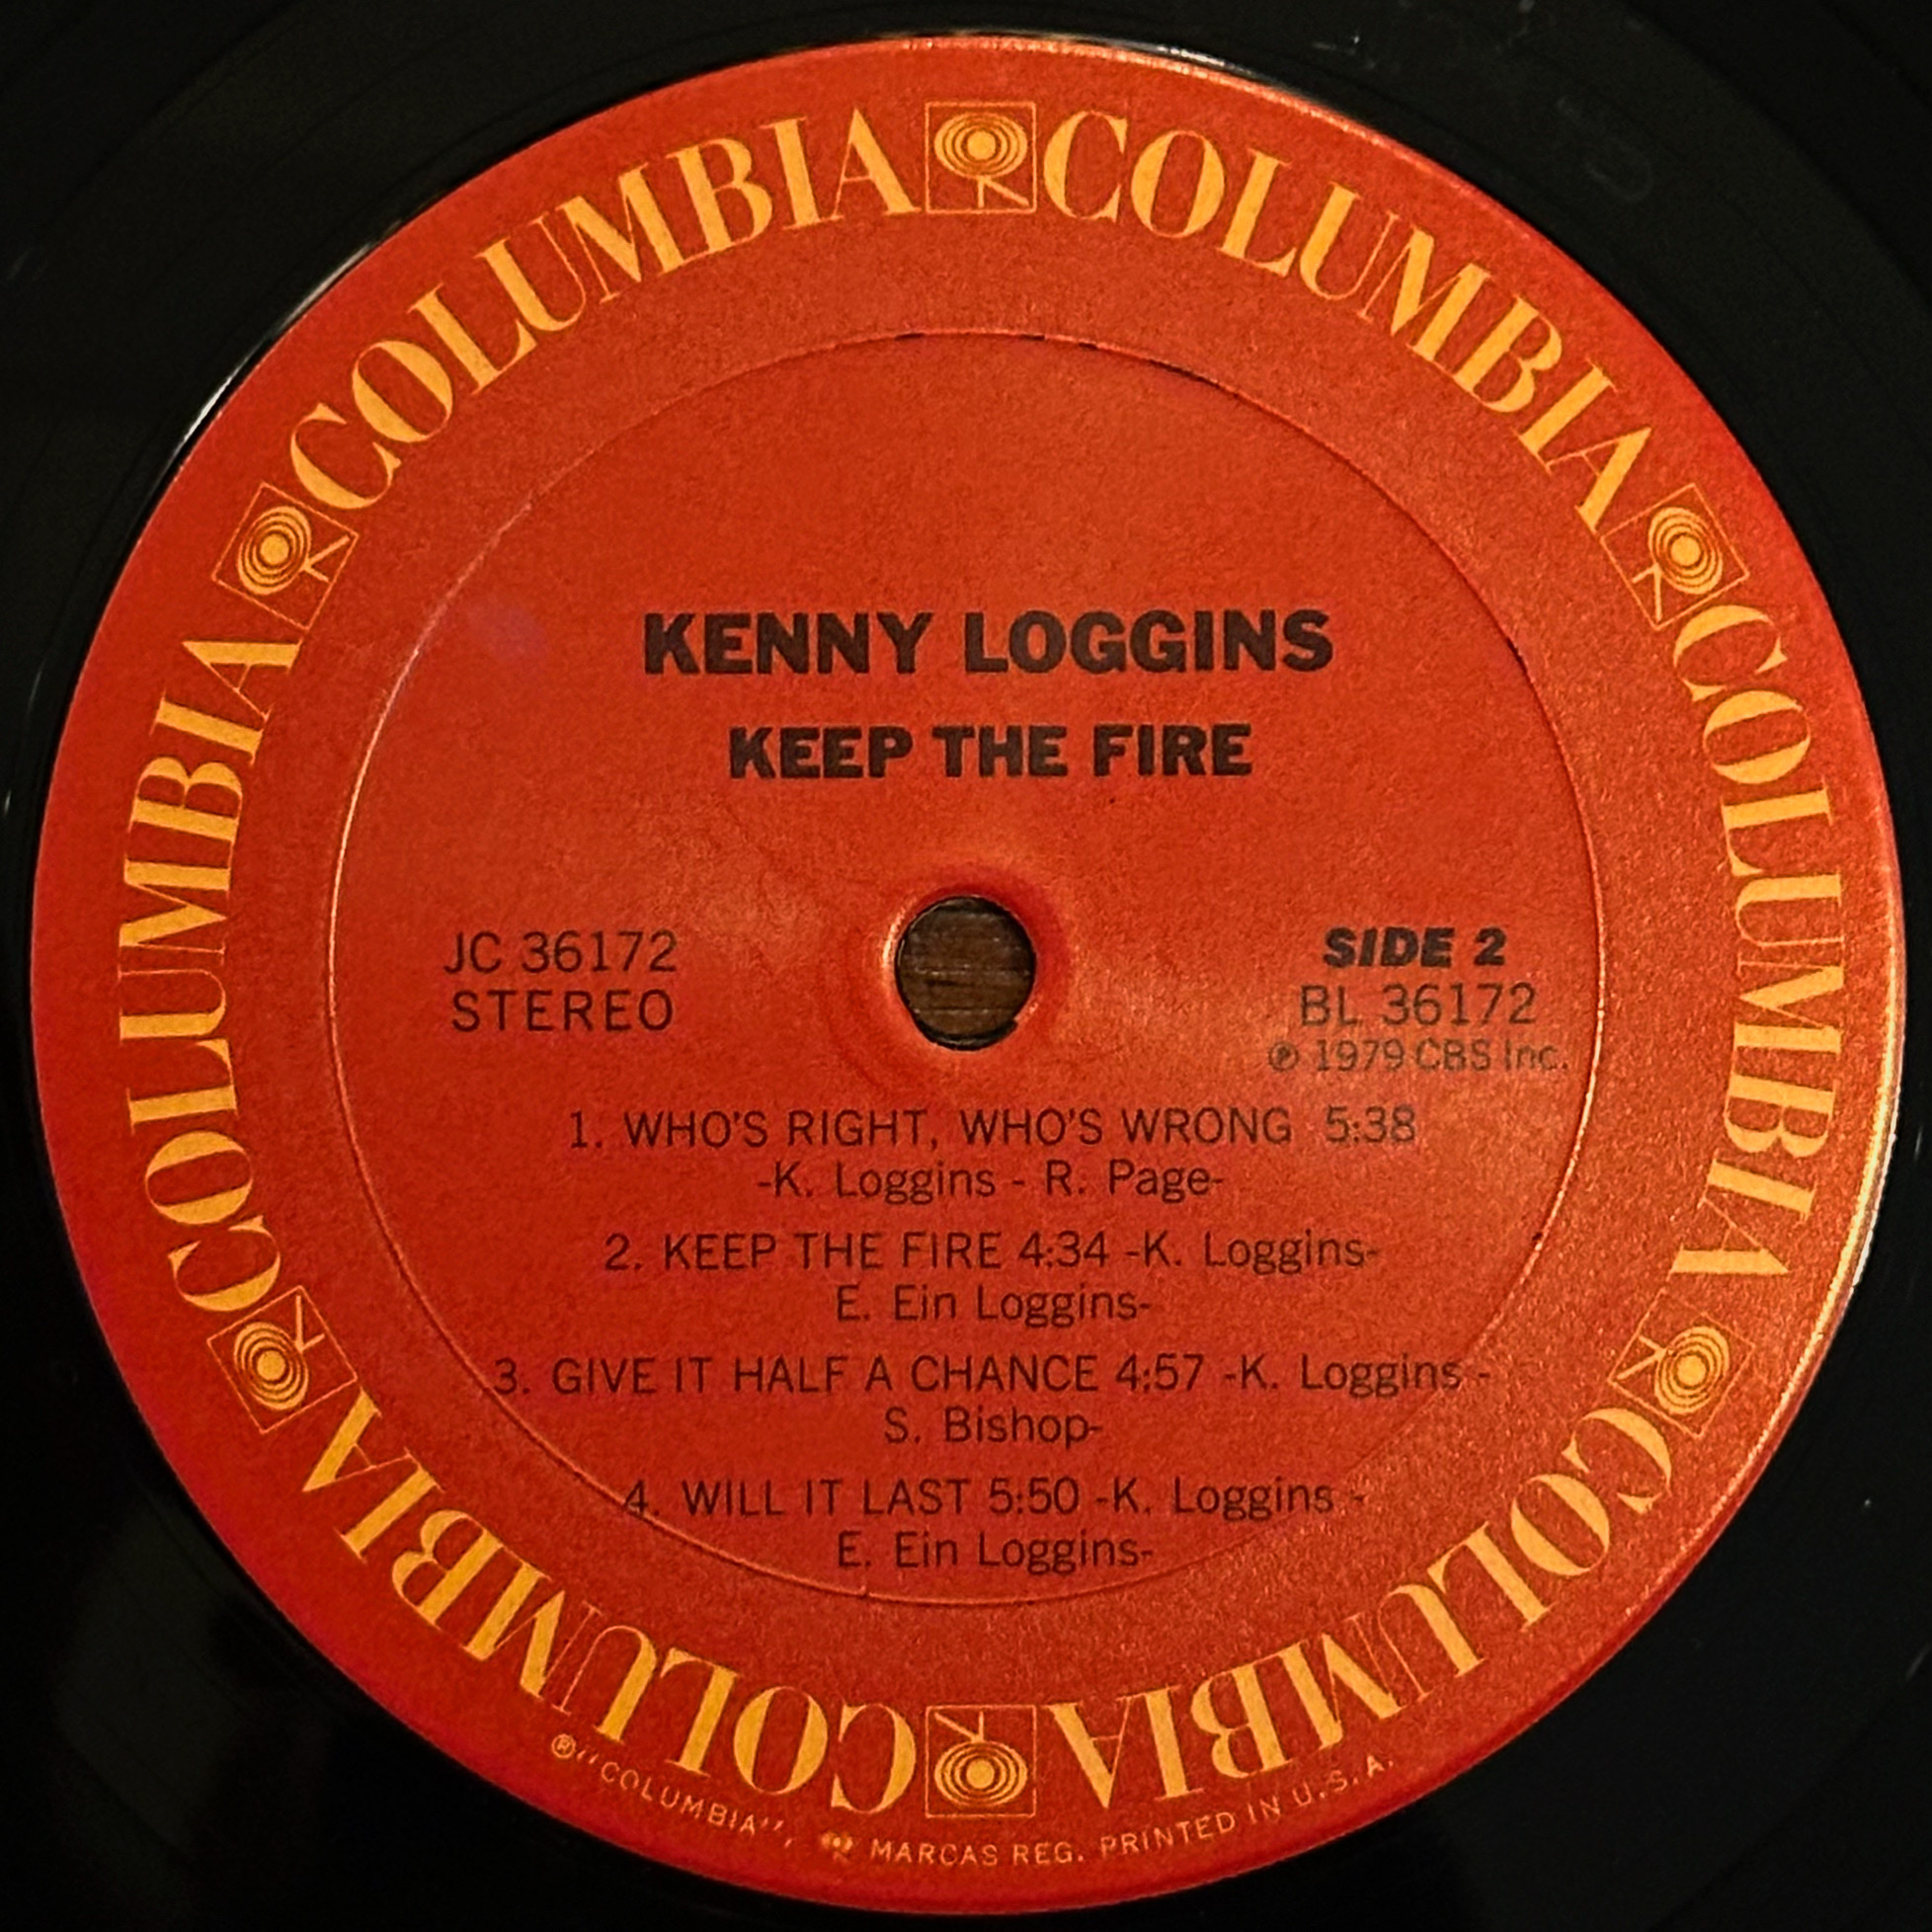 COLUMBIA COLUMBIA COLUMBIA COLUMBIA COLUMBIA COLUMBIA
KENNY LOGGINS
KEEP THE FIRE
JC 36172
STEREO
SIDE 2
BL 36172
℗ 1979 CBS Inc.
1. WHO'S RIGHT, WHO'S WRONG 5:38
-K. Loggins - R. Page-
2. KEEP THE FIRE 4:34 -K. Loggins-
E. Ein Loggins-
3. GIVE IT HALF A CHANCE 4:57 -K. Loggins -
S. Bishop-
4. WILL IT LAST 5:50 -K. Loggins -
E. Ein Loggins-
®"COLUMBIA", MARCAS REG. PRINTED IN U.S.A.